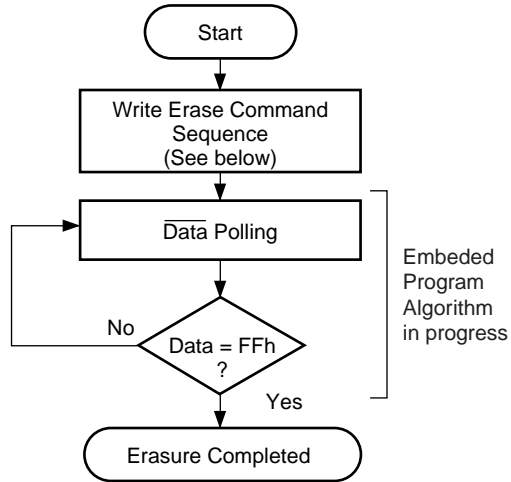 Start
Write Erase Command
Sequence
(See below)
Data Polling
Embeded
Program
Algorithm
in progress
No
Data = FFh
?
Yes
Erasure Completed